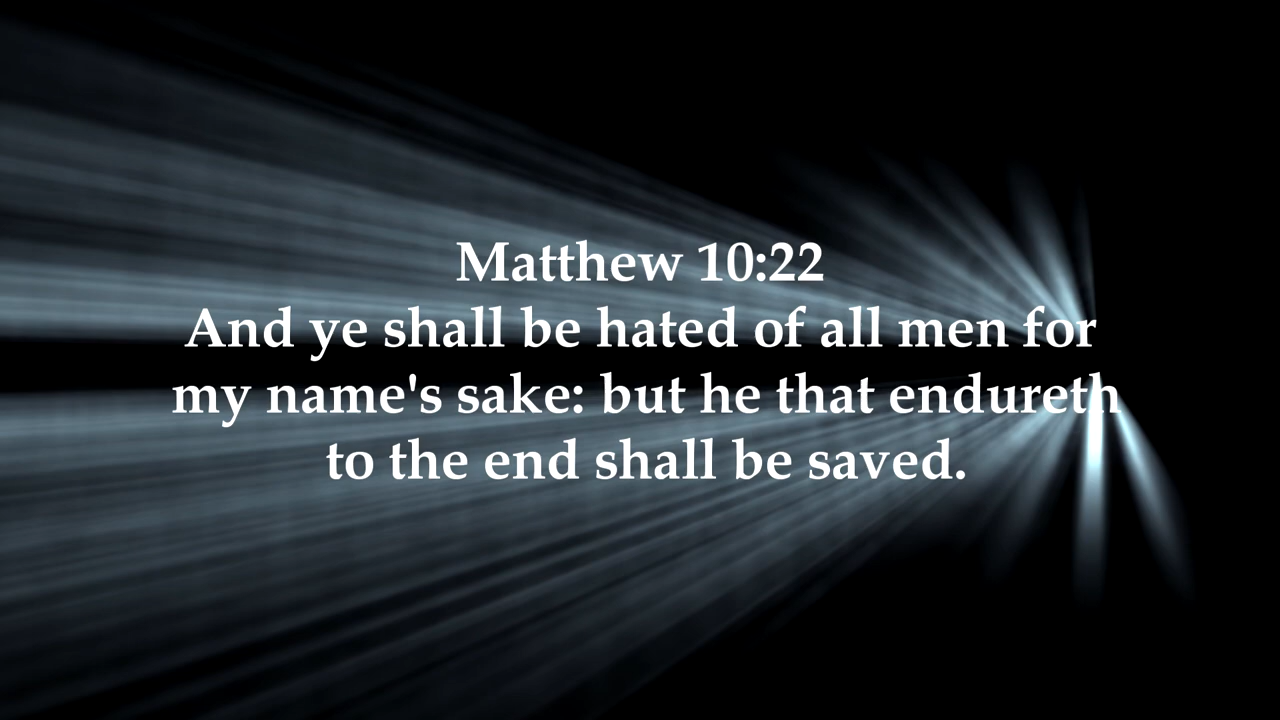 Matthew 10:22
And ye shall be hated of all men for
my name's sake: but he that endureth
to the end shall be saved.